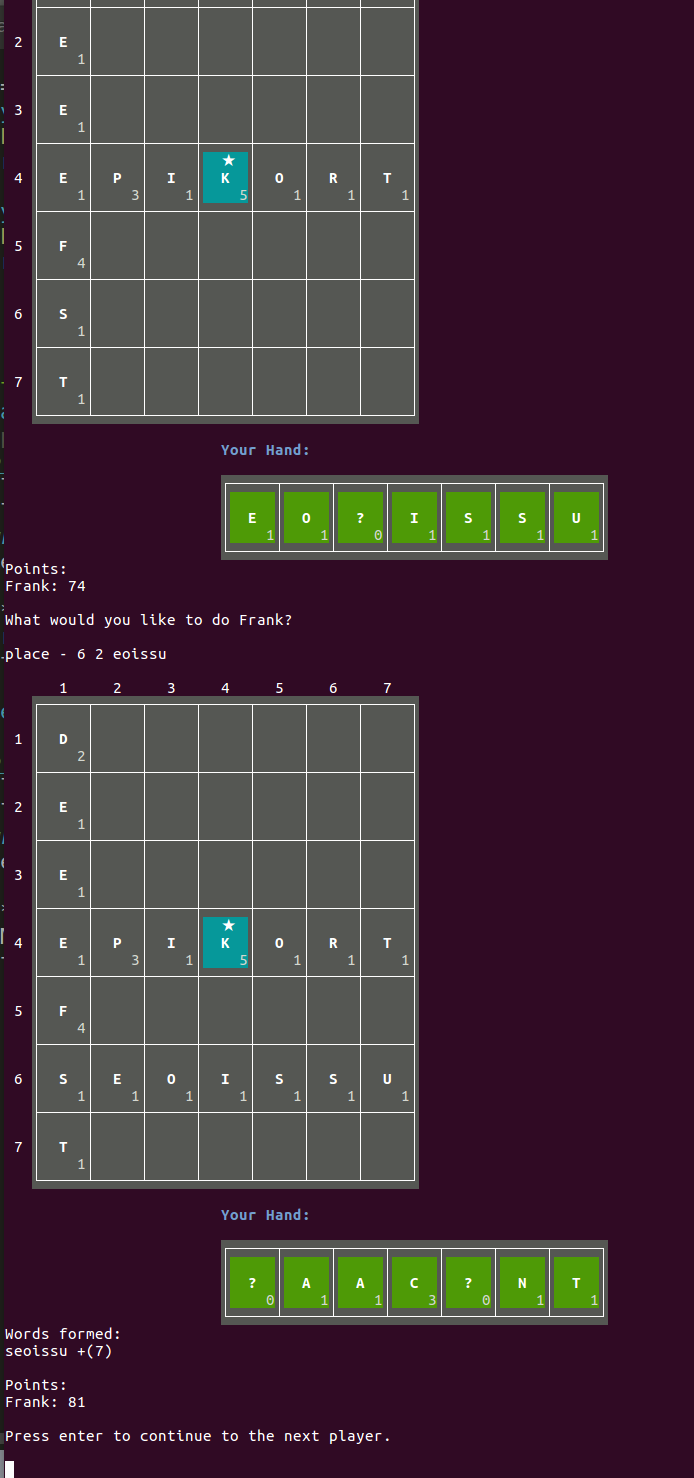 2 E 1
3 E 1
★
4 E 1 P 3 I 1 K 5 O 1 R 1 T 1
5 F 4
6 S 1
7 T 1
Your Hand:
E 1 O 1 ? 0 I 1 S 1 S 1 U 1
Points:
Frank: 74
What would you like to do Frank?
place - 6 2 eoissu
1 2 3 4 5 6 7
1 D 2
2 E 1
3 E 1
★
4 E 1 P 3 I 1 K 5 O 1 R 1 T 1
5 F 4
6 S 1 E 1 O 1 I 1 S 1 S 1 U 1
7 T 1
Your Hand:
? 0 A 1 A 1 C 3 ? 0 N 1 T 1
Words formed:
seoissu +(7)
Points:
Frank: 81
Press enter to continue to the next player.